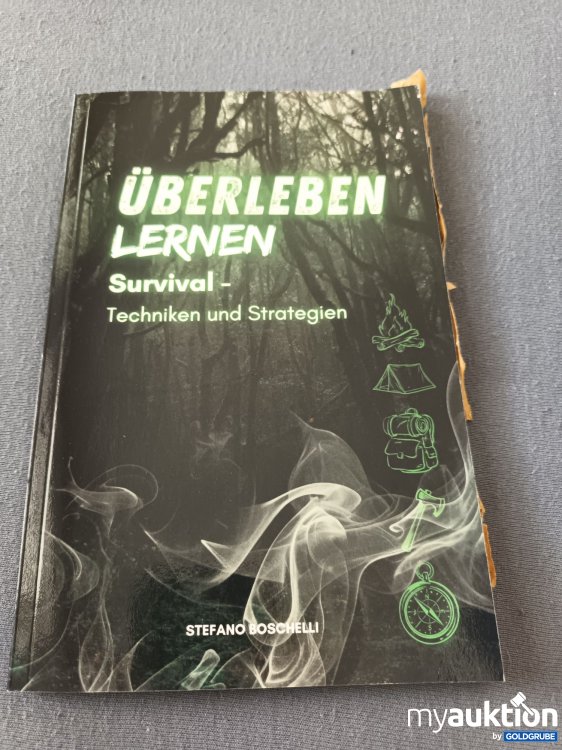 ÜBERLEBEN
LERNEN
Survival -
Techniken und Strategien
STEFANO BOSCHELLI
myauktion
by GOLDGRUBE